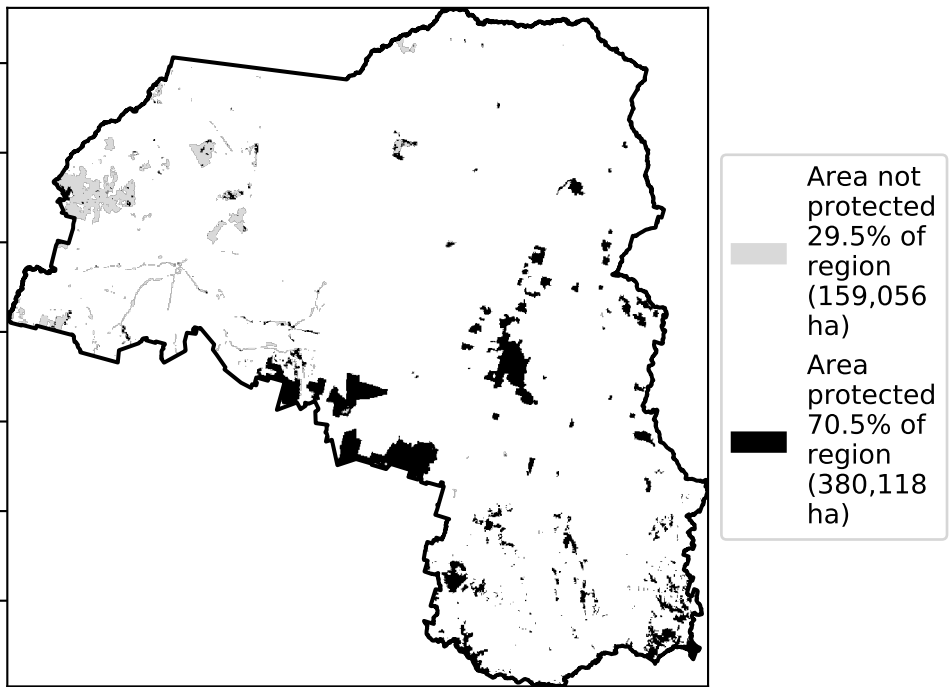 Area not
protected
29.5% of
region
(159,056
ha)
Area
protected
70.5% of
region
(380,118
ha)